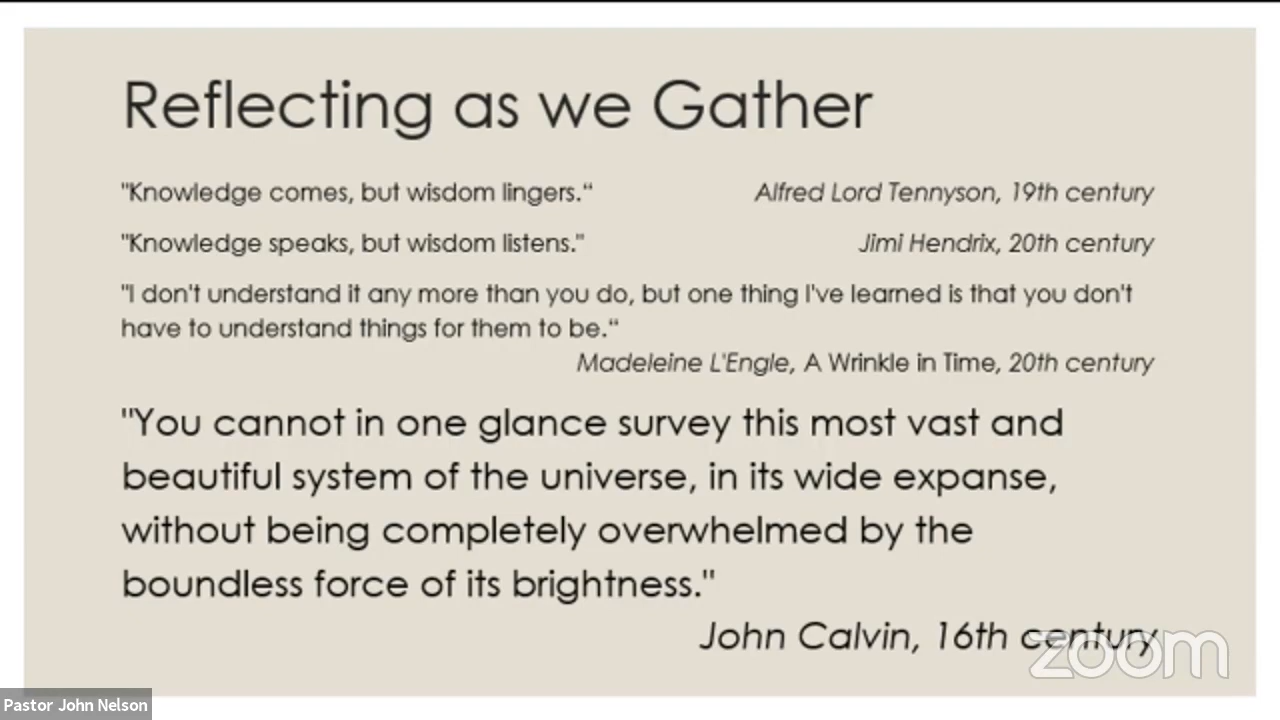 Reflecting as we Gather
"Knowledge comes, but wisdom lingers.“ Alfred Lord Tennyson, 19th century
"Knowledge speaks, but wisdom listens." Jimi Hendrix, 20th century
"I don't understand it any more than you do, but one thing I've learned is that you don't
have to understand things for them to be.“
Madeleine L'Engle, A Wrinkle in Time, 20th century
"You cannot in one glance survey this most vast and
beautiful system of the universe, in its wide expanse,
without being completely overwhelmed by the
boundless force of its brightness."
John Calvin, 16th century
zoom
Pastor John Nelson